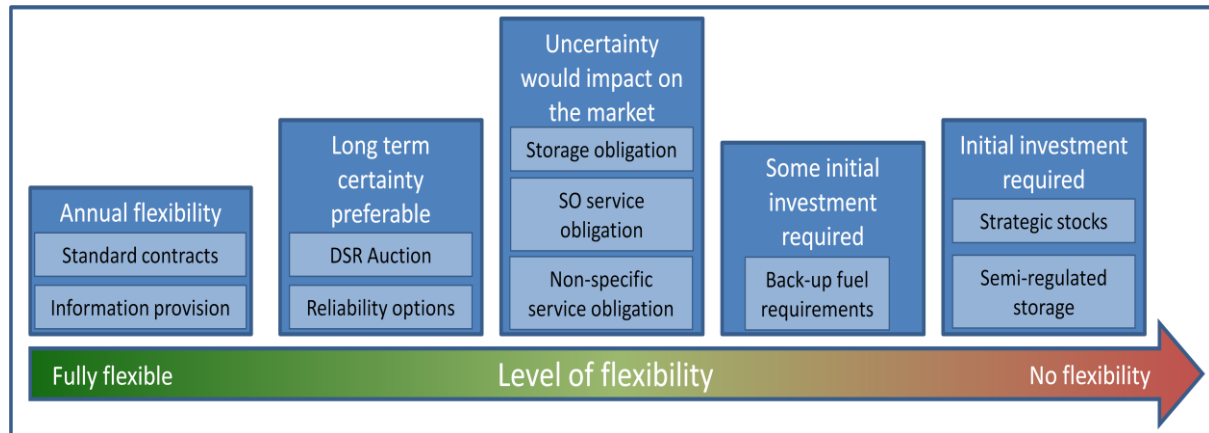 Annual flexibility
Standard contracts
Information provision
Long term
certainty
preferable
DSR Auction
Reliability options
Uncertainty
would impact on
the market
Storage obligation
SO service
obligation
Non-specific
service obligation
Some initial
investment
required
Back-up fuel
requirements
Initial investment
required
Strategic stocks
Semi-regulated
storage
Fully flexible
Level of flexibility
No flexibility